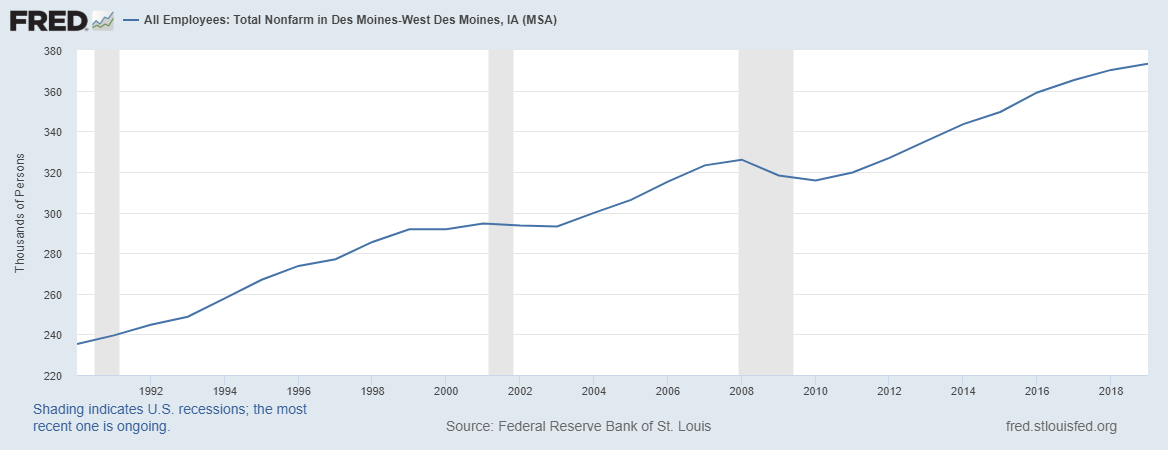 FRED
All Employees: Total Nonfarm in Des Moines-West Des Moines, IA (MSA)
380
360
340
320
300
280
260
240
220
Thousands of Persons
1992 1994 1996 1998 2000 2002 2004 2006 2008 2010 2012 2014 2016 2018
Shading indicates U.S. recessions; the most
recent one is ongoing.
Source: Federal Reserve Bank of St. Louis
fred.stlouisfed.org